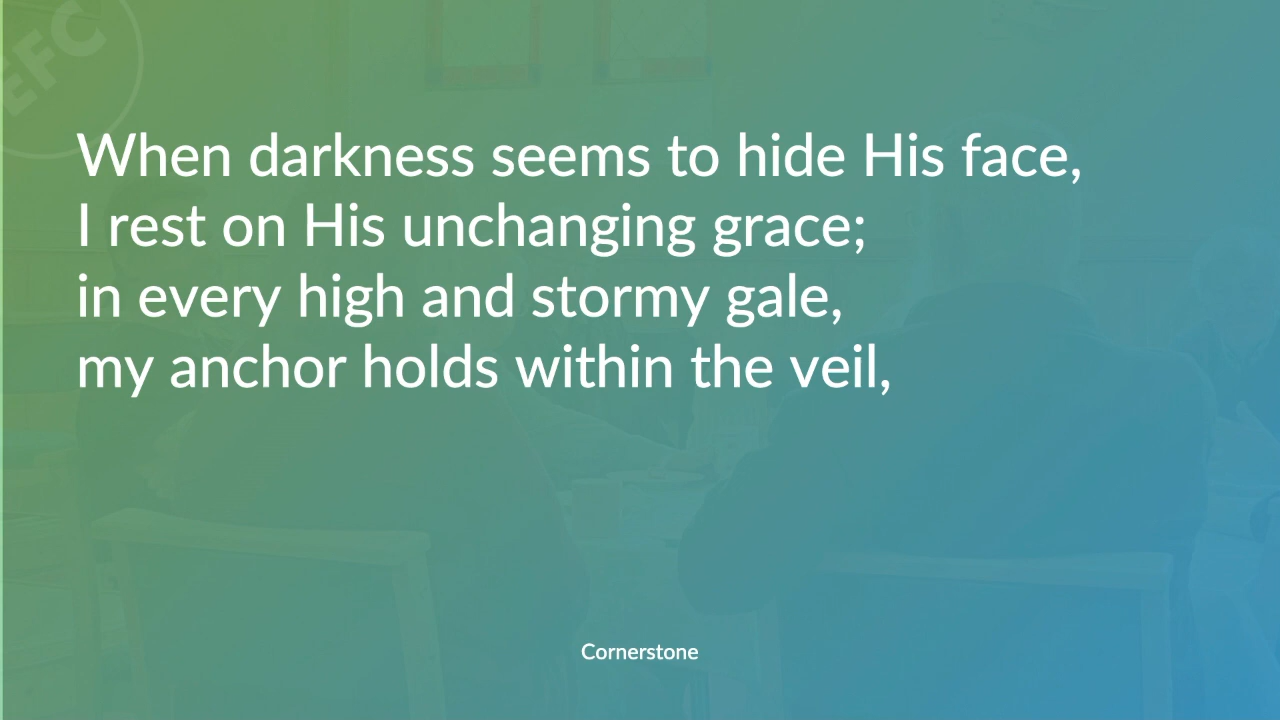 EFC
When darkness seems to hide His face,
I rest on His unchanging grace;
in every high and stormy gale,
my anchor holds within the veil,
Cornerstone